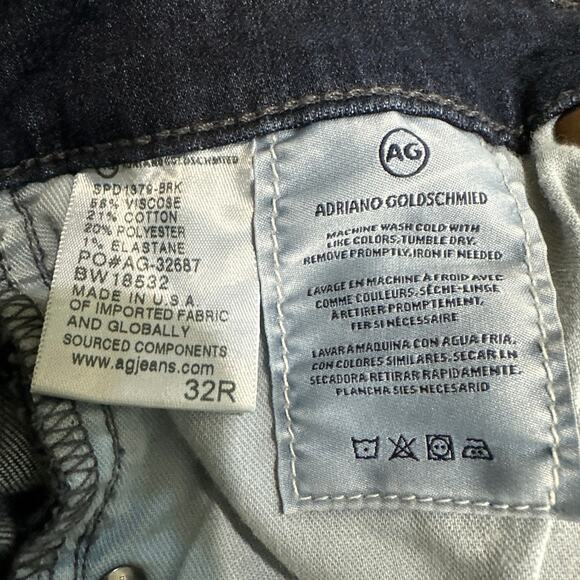 ADRIANO GOLDSCHMIED
SPD1379-BRK
58% VISCOSE
21% COTTON
20% POLYESTER
1% ELASTANE
PO#AG-32687
BW18532
MADE IN U.S.A.
OF IMPORTED FABRIC
AND GLOBALLY
SOURCED COMPONENTS
www.agjeans.com
32R
AG
ADRIANO GOLDSCHMIED
MACHINE WASH COLD WITH
LIKE COLORS, TUMBLE DRY.
REMOVE PROMPTLY, IRON IF NEEDED
LAVAGE EN MACHINE À FROID AVEC
COMME COULEURS. SÈCHE-LINGE
À RETIRER PROMPTEMENT,
FER SI NÉCESSAIRE
LAVAR A MAQUINA CON AGUA FRIA,
CON COLORES SIMILARES. SECAR EN
SECADORA RETIRAR RAPIDAMENTE.
PLANCHA SIES NECESARIO